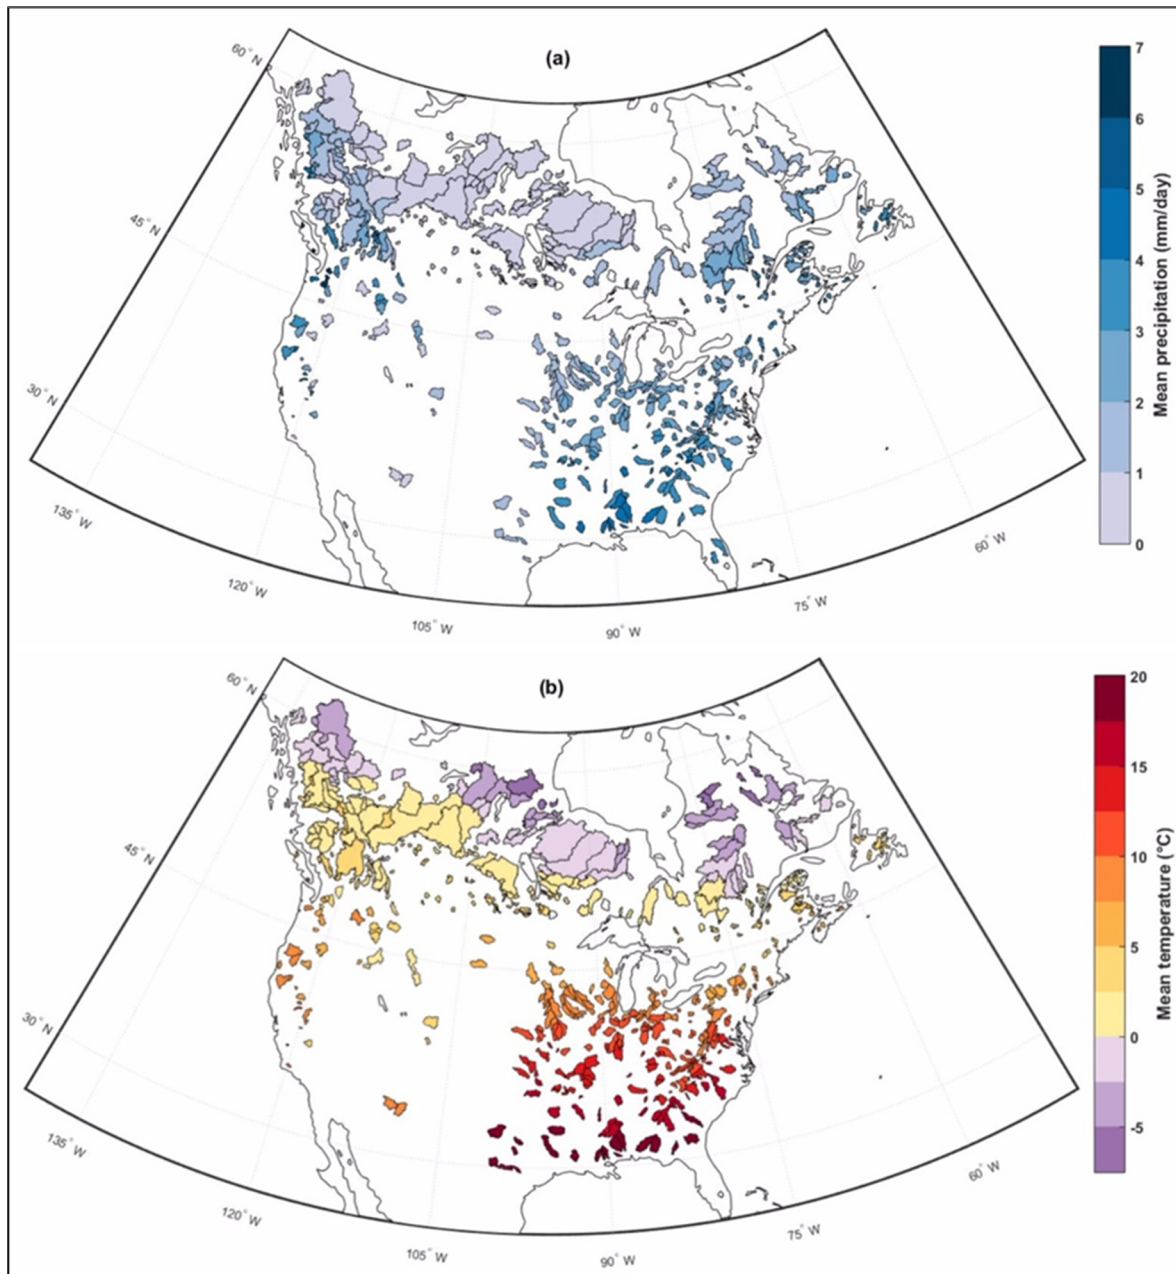 (a)
60° N
45° N
30° N
135° W
120° W
105° W
90° W
75° W
60° W
7
6
5
4
3
2
1
0
Mean precipitation (mm/day)
(b)
60° N
45° N
30° N
135° W
120° W
105° W
90° W
75° W
60° W
20
15
10
5
0
-5
Mean temperature (°C)